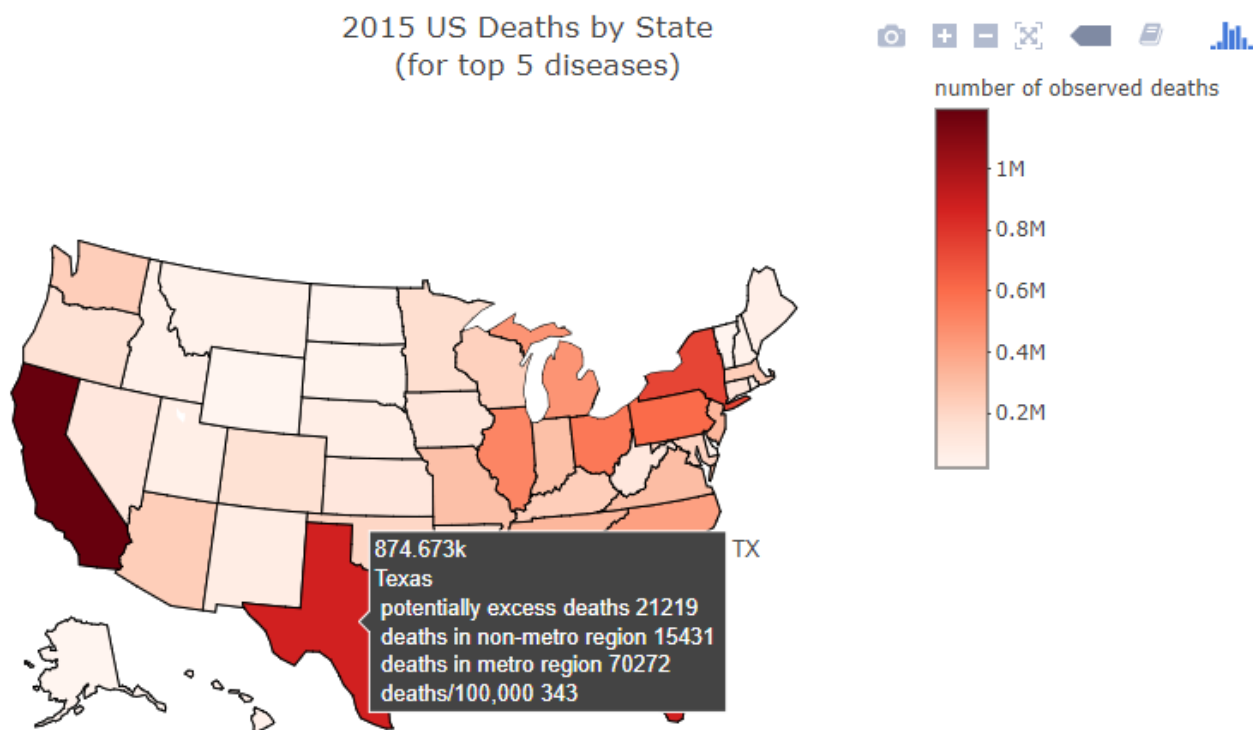 2015 US Deaths by State
(for top 5 diseases)
number of observed deaths
1M
0.8M
0.6M
0.4M
0.2M
874.673k
TX
Texas
potentially excess deaths 21219
deaths in non-metro region 15431
deaths in metro region 70272
deaths/100,000 343